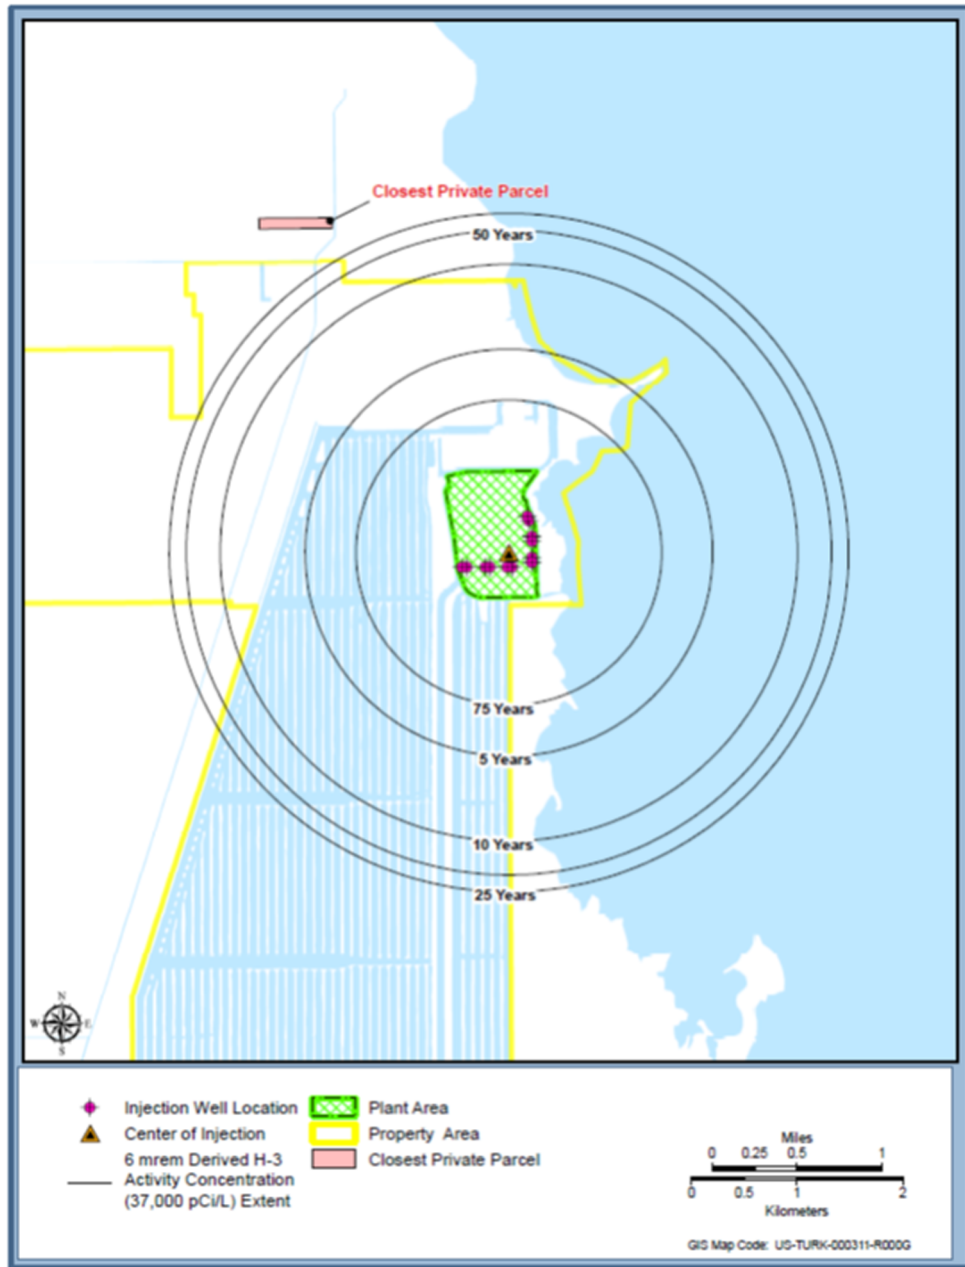 Closest Private Parcel
50 Years
75 Years
5 Years
10 Years
25 Years
N
W E
S
Injection Well Location
Center of Injection
6 mrem Derived H-3
Activity Concentration
(37,000 pCi/L) Extent
Plant Area
Property Area
Closest Private Parcel
Miles
0 0.25 0.5 1
0 0.5 1 2
Kilometers
GIS Map Code: US-TURK-000311-R000G